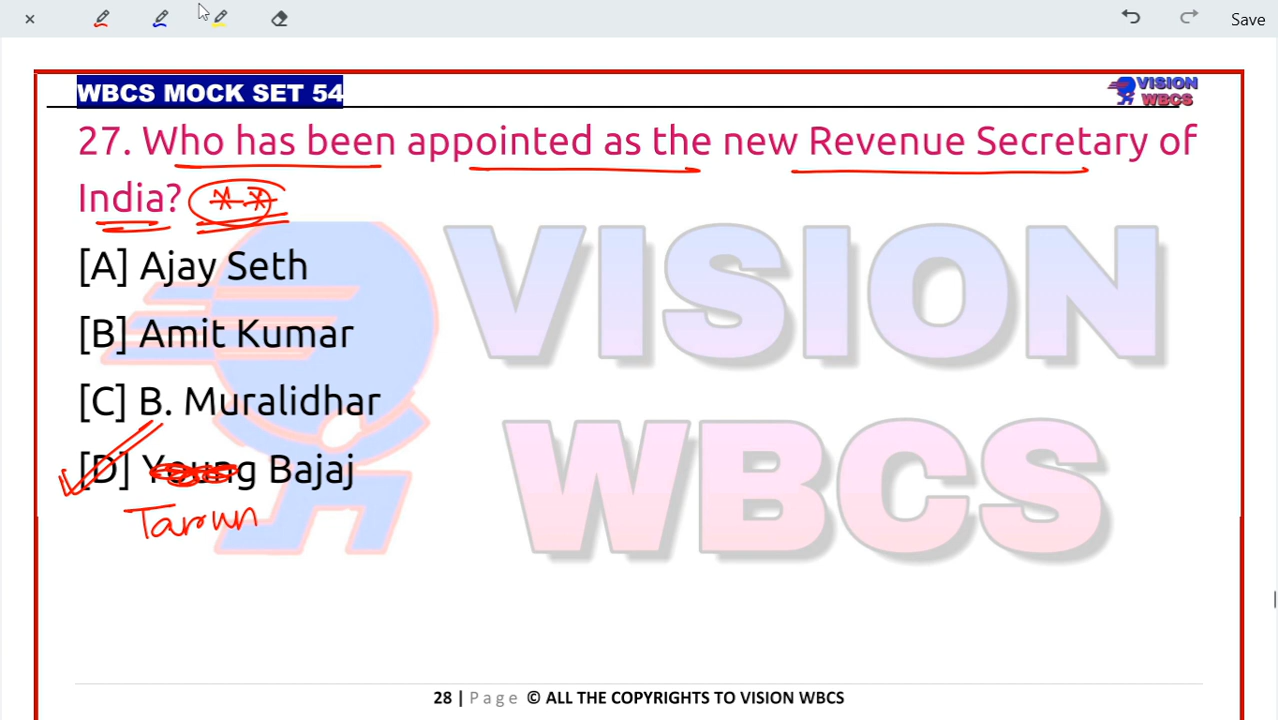 Save
WBCS MOCK SET 54
VISION
WBCS
27. Who has been appointed as the new Revenue Secretary of
India? **
[A] Ajay Seth
[B] Amit Kumar
[C] B. Muralidhar
[D] Young Bajaj
Tarun
VISION
WBCS
28 | Page © ALL THE COPYRIGHTS TO VISION WBCS